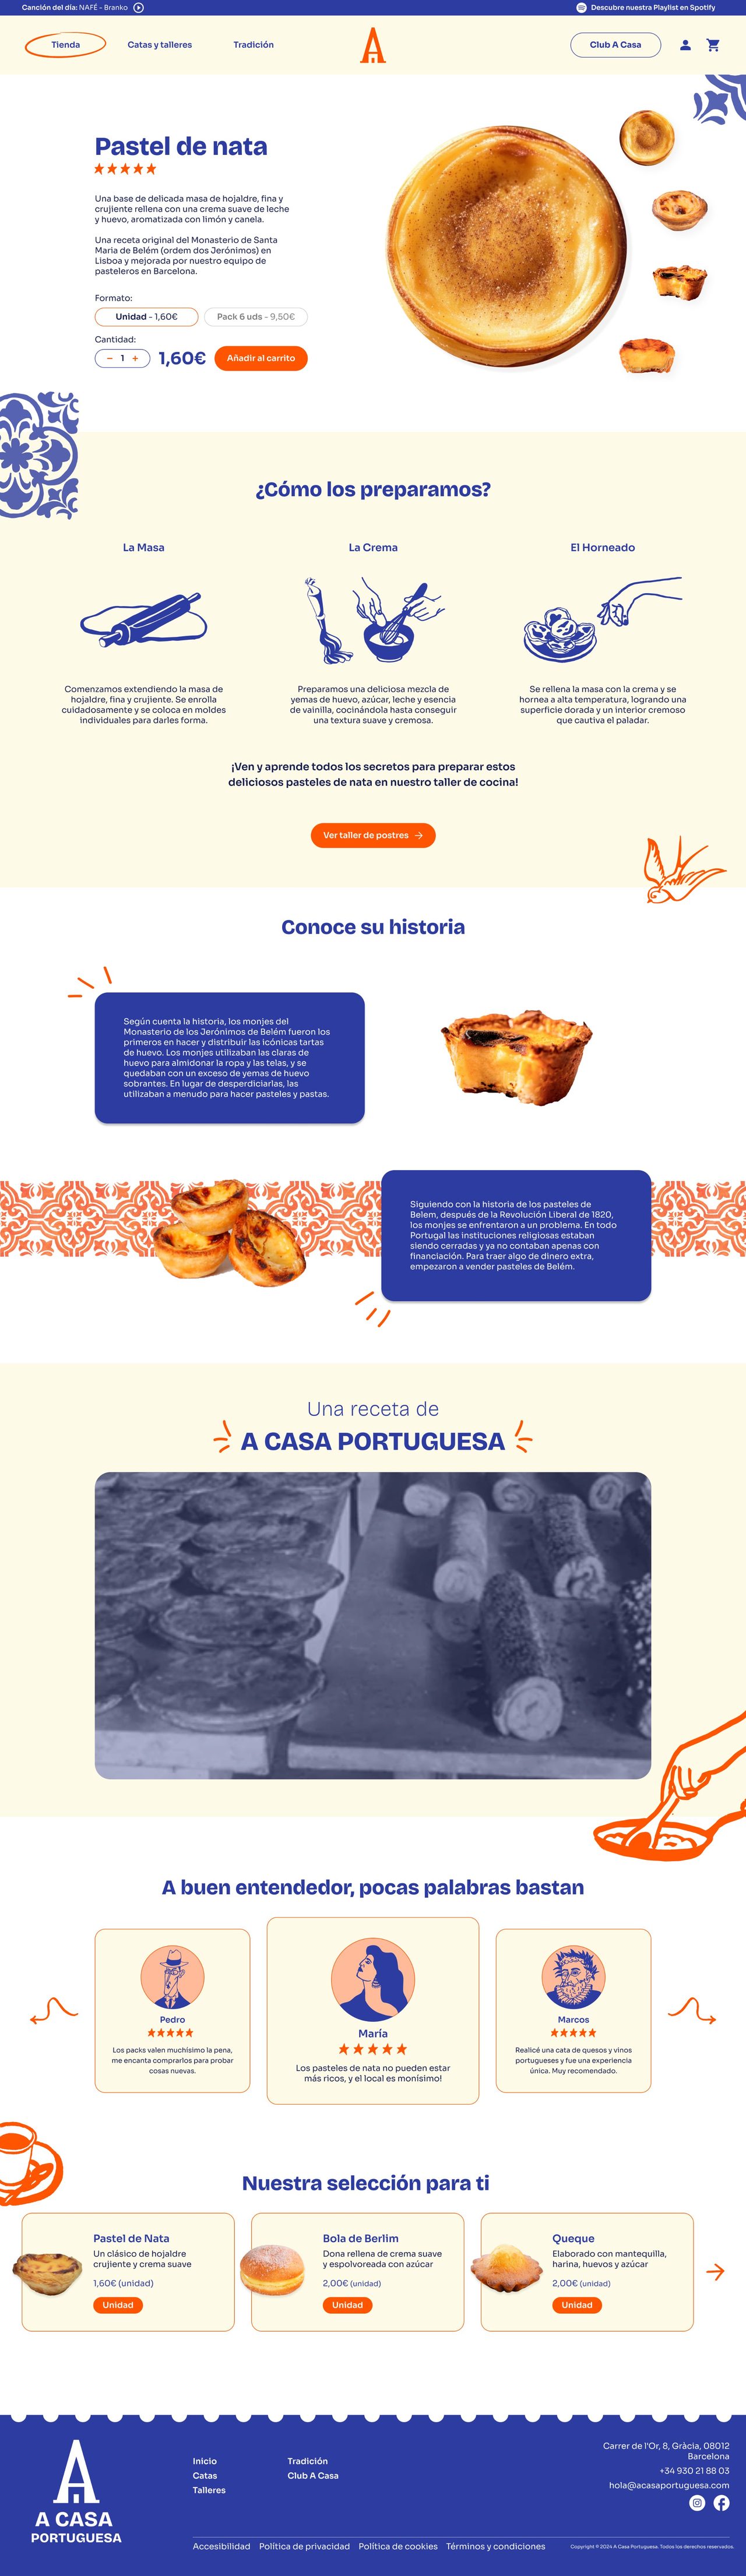 Canción del día: NAFÉ - Branko
Descubre nuestra Playlist en Spotify
Tienda
Catas y talleres
Tradición
Club A Casa
Pastel de nata
Una base de delicada masa de hojaldre, fina y
crujiente rellena con una crema suave de leche
y huevo, aromatizada con limón y canela.
Una receta original del Monasterio de Santa
Maria de Belém (ordem dos Jerónimos) en
Lisboa y mejorada por nuestro equipo de
pasteleros en Barcelona.
Formato:
Unidad - 1,60€
Pack 6 uds - 9,50€
Cantidad:
− 1 +
1,60€
Añadir al carrito
¿Cómo los preparamos?
La Masa
La Crema
El Horneado
Comenzamos extendiendo la masa de
hojaldre, fina y crujiente. Se enrolla
cuidadosamente y se coloca en moldes
individuales para darles forma.
Preparamos una deliciosa mezcla de
yemas de huevo, azúcar, leche y esencia
de vainilla, cocinándola hasta conseguir
una textura suave y cremosa.
Se rellena la masa con la crema y se
hornea a alta temperatura, logrando una
superficie dorada y un interior cremoso
que cautiva el paladar.
¡Ven y aprende todos los secretos para preparar estos
deliciosos pasteles de nata en nuestro taller de cocina!
Ver taller de postres →
Conoce su historia
Según cuenta la historia, los monjes del
Monasterio de los Jerónimos de Belém fueron los
primeros en hacer y distribuir las icónicas tartas
de huevo. Los monjes utilizaban las claras de
huevo para almidonar la ropa y las telas, y se
quedaban con un exceso de yemas de huevo
sobrantes. En lugar de desperdiciarlas, las
utilizaban a menudo para hacer pasteles y pastas.
Siguiendo con la historia de los pasteles de
Belem, después de la Revolución Liberal de 1820,
los monjes se enfrentaron a un problema. En todo
Portugal las instituciones religiosas estaban
siendo cerradas y ya no contaban apenas con
financiación. Para traer algo de dinero extra,
empezaron a vender pasteles de Belém.
Una receta de
A CASA PORTUGUESA
A buen entendedor, pocas palabras bastan
Pedro
Los packs valen muchísimo la pena,
me encanta comprarlos para probar
cosas nuevas.
María
Los pasteles de nata no pueden estar
más ricos, y el local es monísimo!
Marcos
Realicé una cata de quesos y vinos
portugueses y fue una experiencia
única. Muy recomendado.
Nuestra selección para ti
Pastel de Nata
Un clásico de hojaldre
crujiente y crema suave
1,60€ (unidad)
Unidad
Bola de Berlim
Dona rellena de crema suave
y espolvoreada con azúcar
2,00€ (unidad)
Unidad
Queque
Elaborado con mantequilla,
harina, huevos y azúcar
2,00€ (unidad)
Unidad
A CASA
PORTUGUESA
Inicio
Catas
Talleres
Tradición
Club A Casa
Carrer de l'Or, 8, Gràcia, 08012
Barcelona
+34 930 21 88 03
hola@acasaportuguesa.com
Accesibilidad
Política de privacidad
Política de cookies
Términos y condiciones
Copyright © 2024 A Casa Portuguesa. Todos los derechos reservados.